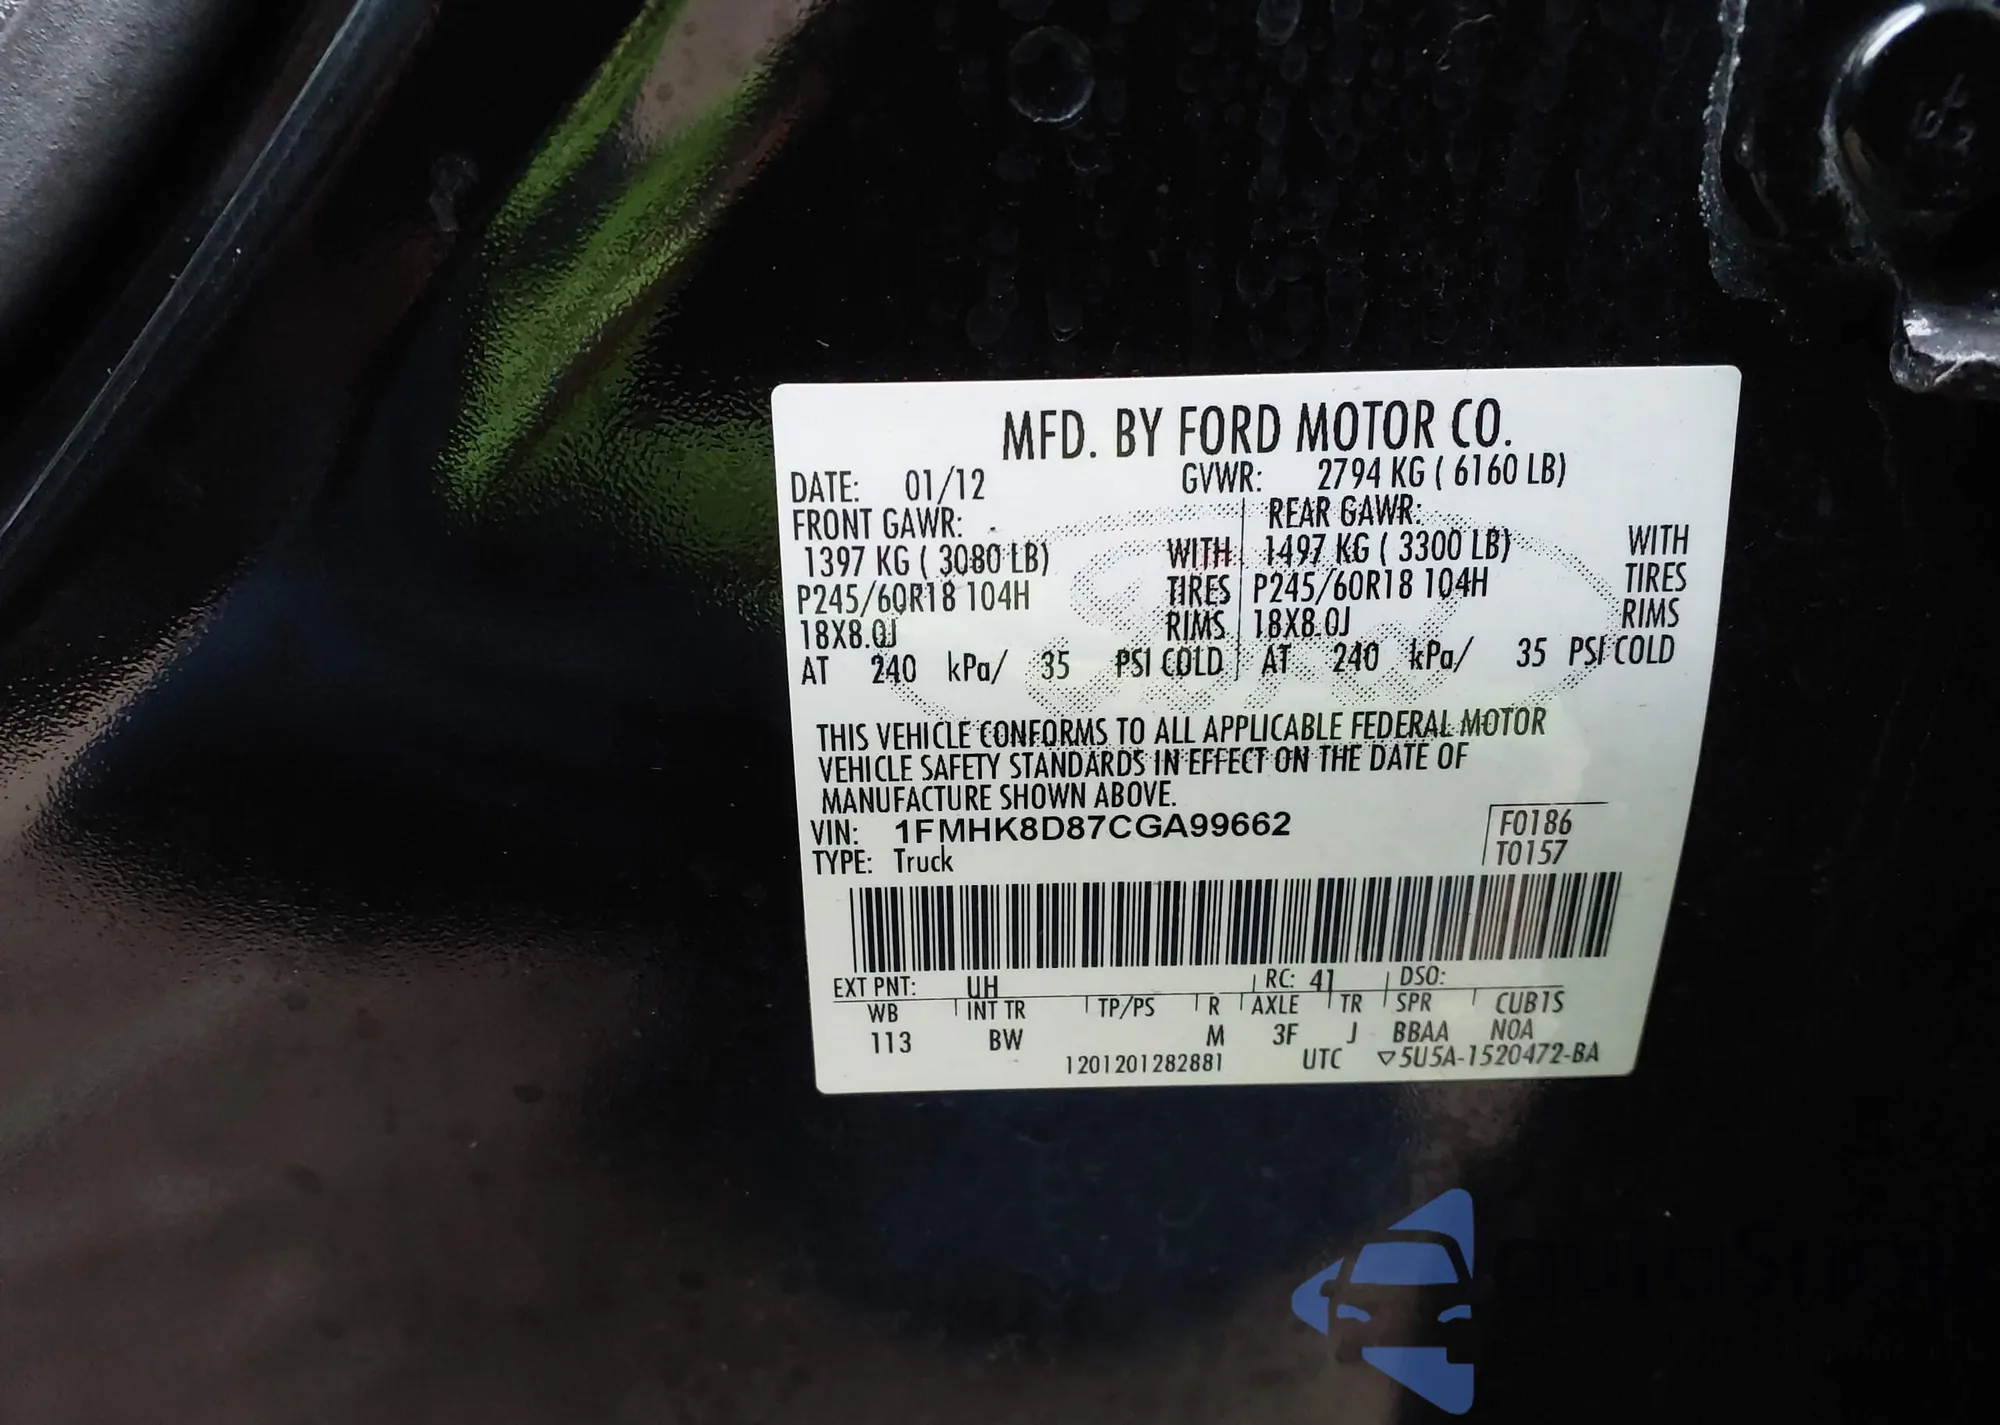 MFD. BY FORD MOTOR CO.
DATE: 01/12 GVWR: 2794 KG ( 6160 LB)
FRONT GAWR: REAR GAWR:
1397 KG ( 3080 LB) WITH 1497 KG ( 3300 LB) WITH
P245/60R18 104H TIRES P245/60R18 104H TIRES
18X8.0J RIMS 18X8.0J RIMS
AT 240 kPa/ 35 PSI COLD AT 240 kPa/ 35 PSI COLD
THIS VEHICLE CONFORMS TO ALL APPLICABLE FEDERAL MOTOR
VEHICLE SAFETY STANDARDS IN EFFECT ON THE DATE OF
MANUFACTURE SHOWN ABOVE.
VIN: 1FMHK8D87CGA99662 F0186
TYPE: Truck T0157
EXT PNT: UH RC: 41 DSO:
WB INT TR TP/PS R AXLE TR SPR CUB1S
113 BW M 3F J BBAA NOA
1201201282881 UTC ▽5U5A-1520472-BA